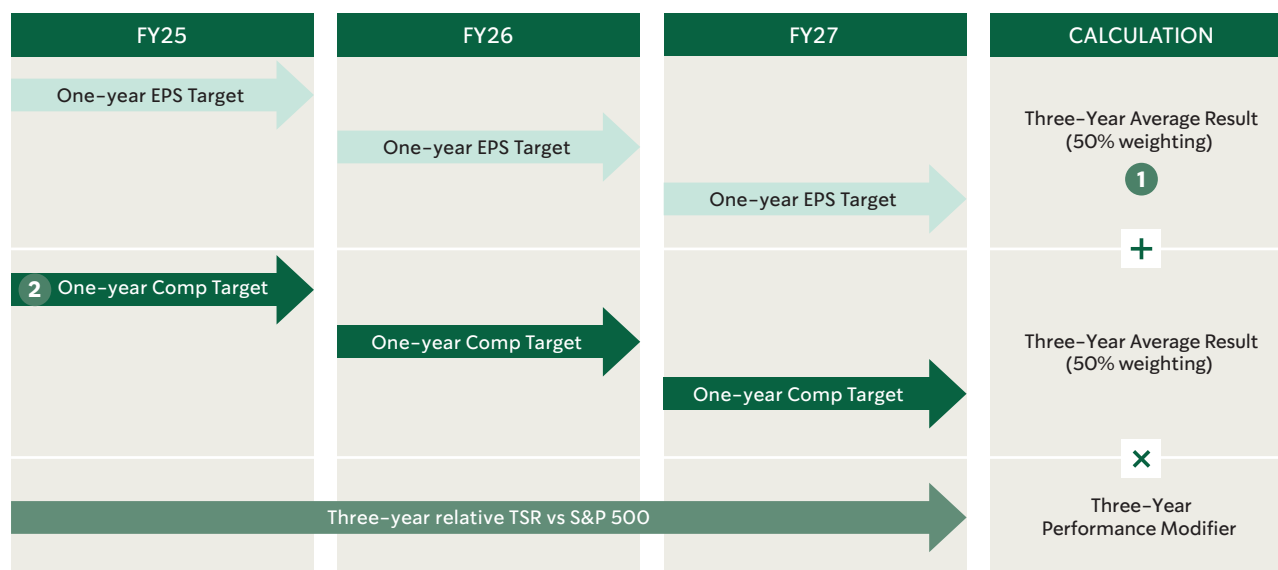 FY25
FY26
FY27
CALCULATION
One-year EPS Target
One-year EPS Target
One-year EPS Target
Three-Year Average Result
(50% weighting)
1
+
2 One-year Comp Target
One-year Comp Target
One-year Comp Target
Three-Year Average Result
(50% weighting)
×
Three-year relative TSR vs S&P 500
Three-Year
Performance Modifier